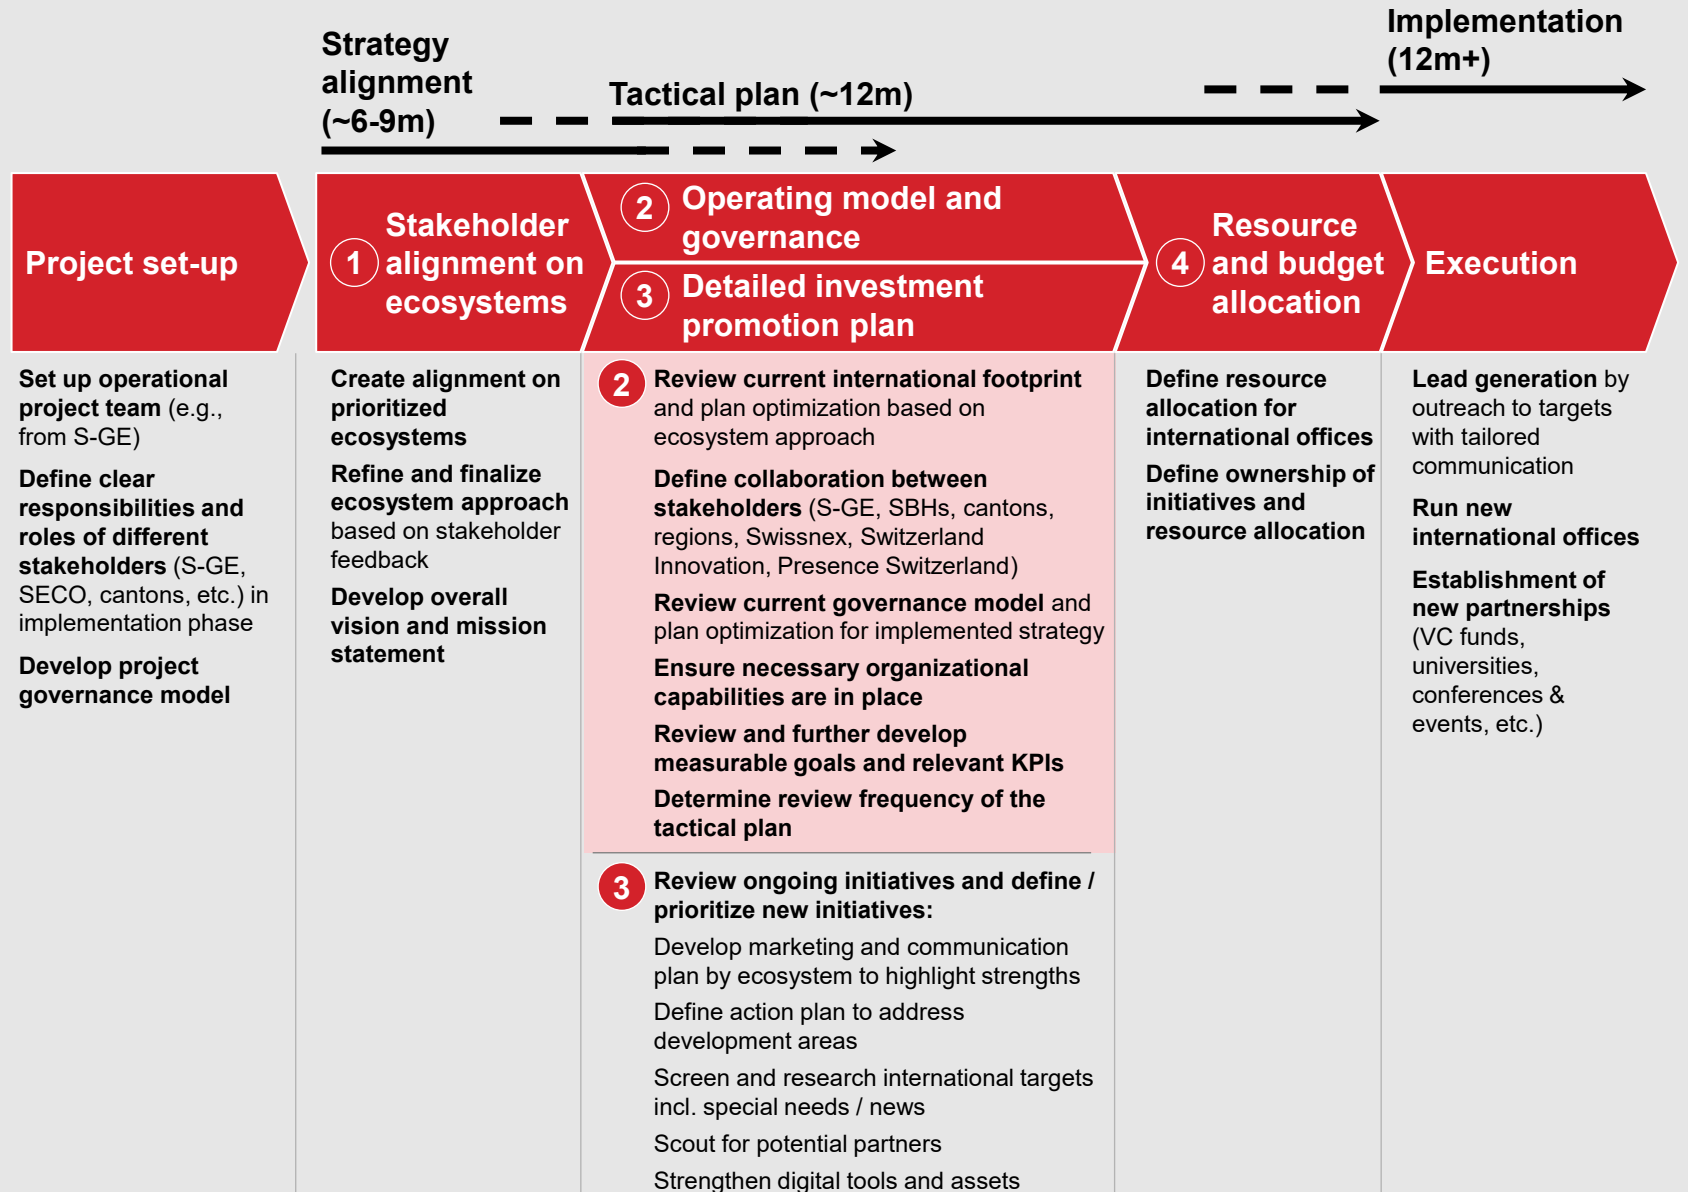 Strategy
alignment
(~6-9m)
Tactical plan (~12m)
Implementation
(12m+)
Project set-up
1
Stakeholder
alignment on
ecosystems
2
Operating model and
governance
3
Detailed investment
promotion plan
4
Resource
and budget
allocation
Execution
Set up operational
project team (e.g.,
from S-GE)
Define clear
responsibilities and
roles of different
stakeholders (S-GE,
SECO, cantons, etc.) in
implementation phase
Develop project
governance model
Create alignment on
prioritized
ecosystems
Refine and finalize
ecosystem approach
based on stakeholder
feedback
Develop overall
vision and mission
statement
2
Review current international footprint
and plan optimization based on
ecosystem approach
Define collaboration between
stakeholders (S-GE, SBHs, cantons,
regions, Swissnex, Switzerland
Innovation, Presence Switzerland)
Review current governance model and
plan optimization for implemented strategy
Ensure necessary organizational
capabilities are in place
Review and further develop
measurable goals and relevant KPIs
Determine review frequency of the
tactical plan
3
Review ongoing initiatives and define /
prioritize new initiatives:
Develop marketing and communication
plan by ecosystem to highlight strengths
Define action plan to address
development areas
Screen and research international targets
incl. special needs / news
Scout for potential partners
Strengthen digital tools and assets
Define resource
allocation for
international offices
Define ownership of
initiatives and
resource allocation
Lead generation by
outreach to targets
with tailored
communication
Run new
international offices
Establishment of
new partnerships
(VC funds,
universities,
conferences &
events, etc.)